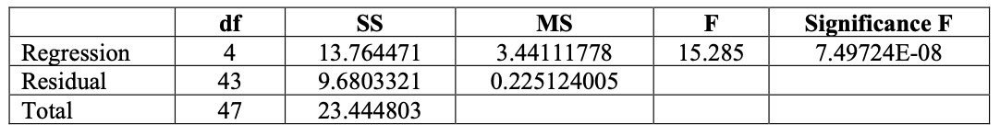 df SS MS F Significance F
Regression 4 13.764471 3.44111778 15.285 7.49724E-08
Residual 43 9.6803321 0.225124005
Total 47 23.444803